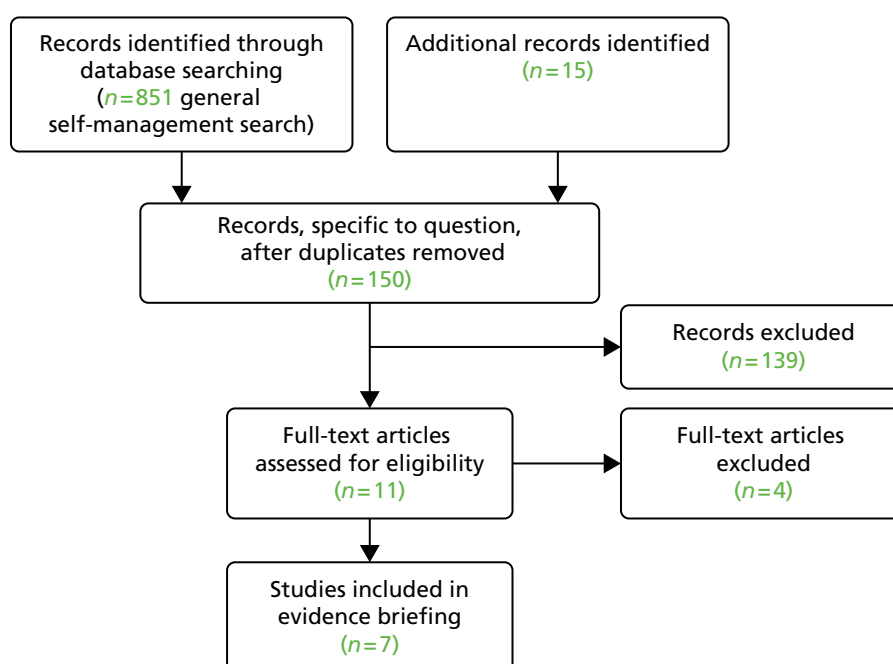 Records identified through
database searching
(n=851 general
self-management search)
Additional records identified
(n=15)
Records, specific to question,
after duplicates removed
(n=150)
Records excluded
(n=139)
Full-text articles
assessed for eligibility
(n=11)
Full-text articles
excluded
(n=4)
Studies included in
evidence briefing
(n=7)